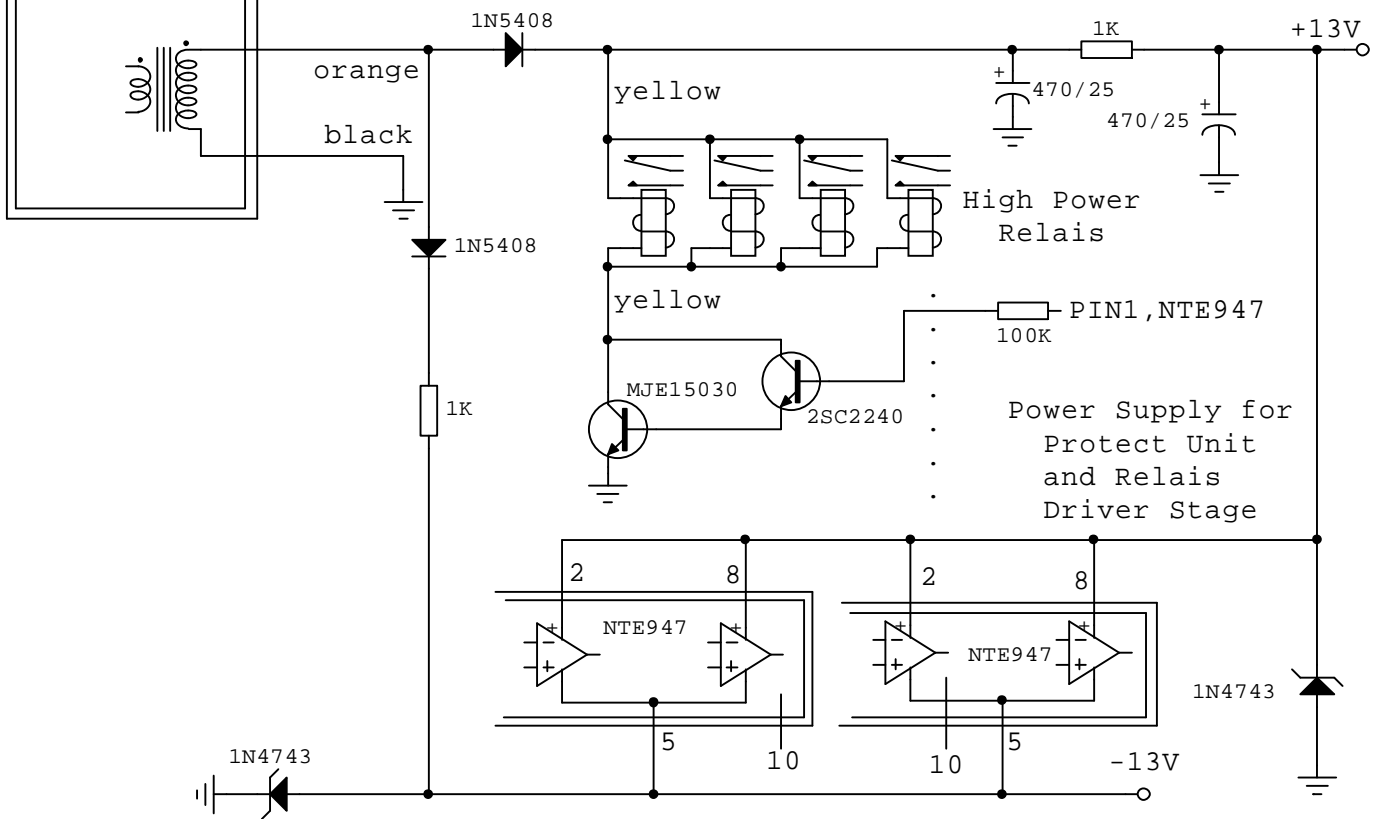 1N5408
1K
+13V
orange
yellow
+
470/25
+
470/25
black
High Power
Relais
1N5408
yellow
PIN1,NTE947
100K
MJE15030
2SC2240
1K
Power Supply for
Protect Unit
and Relais
Driver Stage
2
8
2
8
+
NTE947
+
+
NTE947
+
−
+
−
+
−
+
−
+
1N4743
5
10
5
10
1N4743
-13V